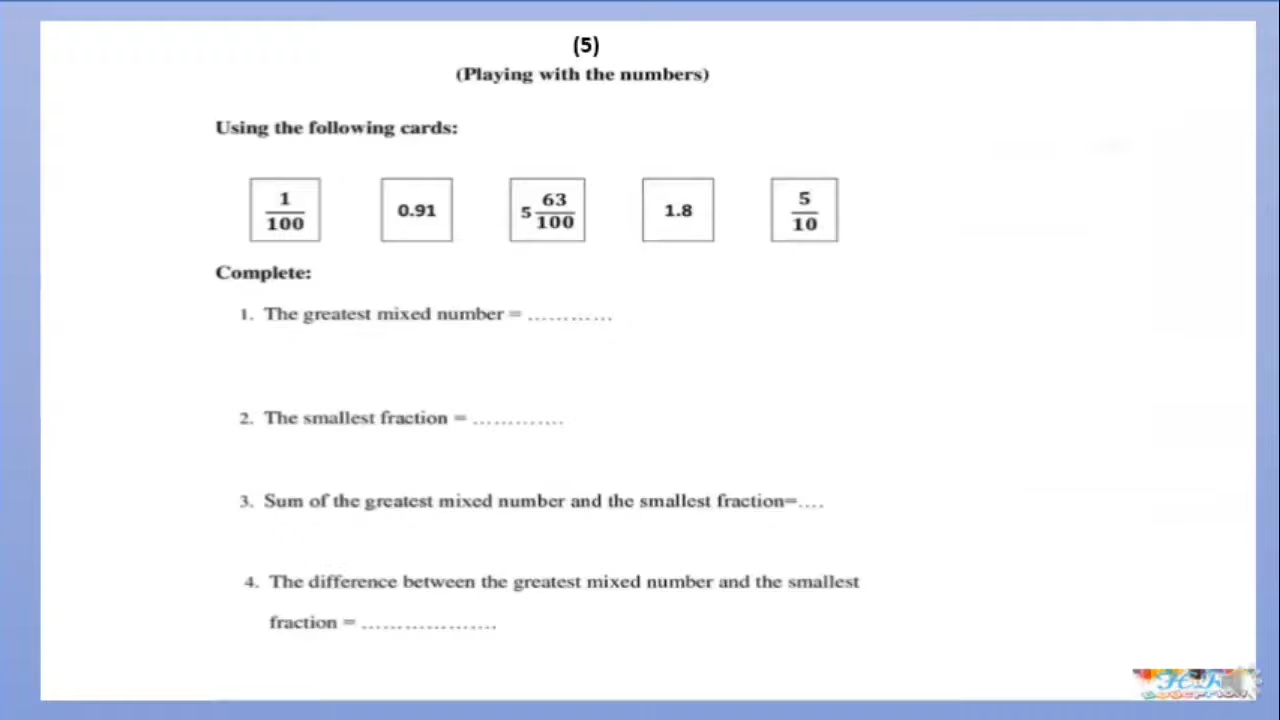 (5)
(Playing with the numbers)
Using the following cards:
1/100 0.91 5 63/100 1.8 5/10
Complete:
1. The greatest mixed number = …………
2. The smallest fraction = ………….
3. Sum of the greatest mixed number and the smallest fraction=….
4. The difference between the greatest mixed number and the smallest
fraction = ……………….